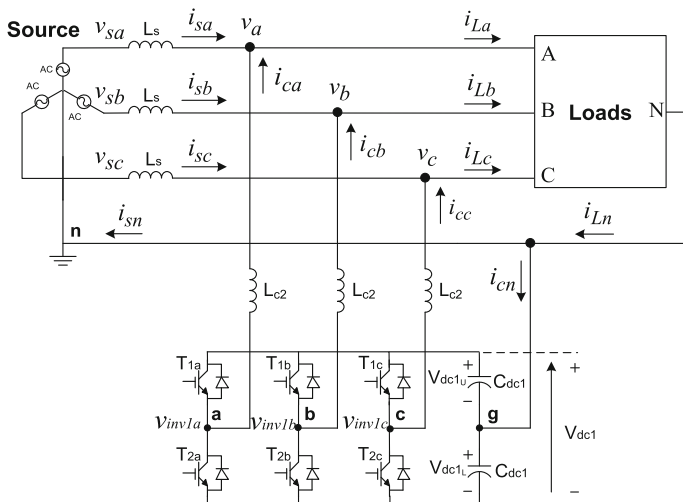 Source
v_sa L_s i_sa v_a i_La
A
AC
i_ca
v_sb L_s i_sb v_b i_Lb
AC AC
B Loads N
i_cb
v_sc L_s i_sc v_c i_Lc
C
i_cc
n i_sn i_Ln
i_cn
L_c2 L_c2 L_c2
T_1a T_1b T_1c + V_dc1_U C_dc1 − +
a b c g
v_inv1a v_inv1b v_inv1c V_dc1
T_2a T_2b T_2c + V_dc1_L C_dc1 − −